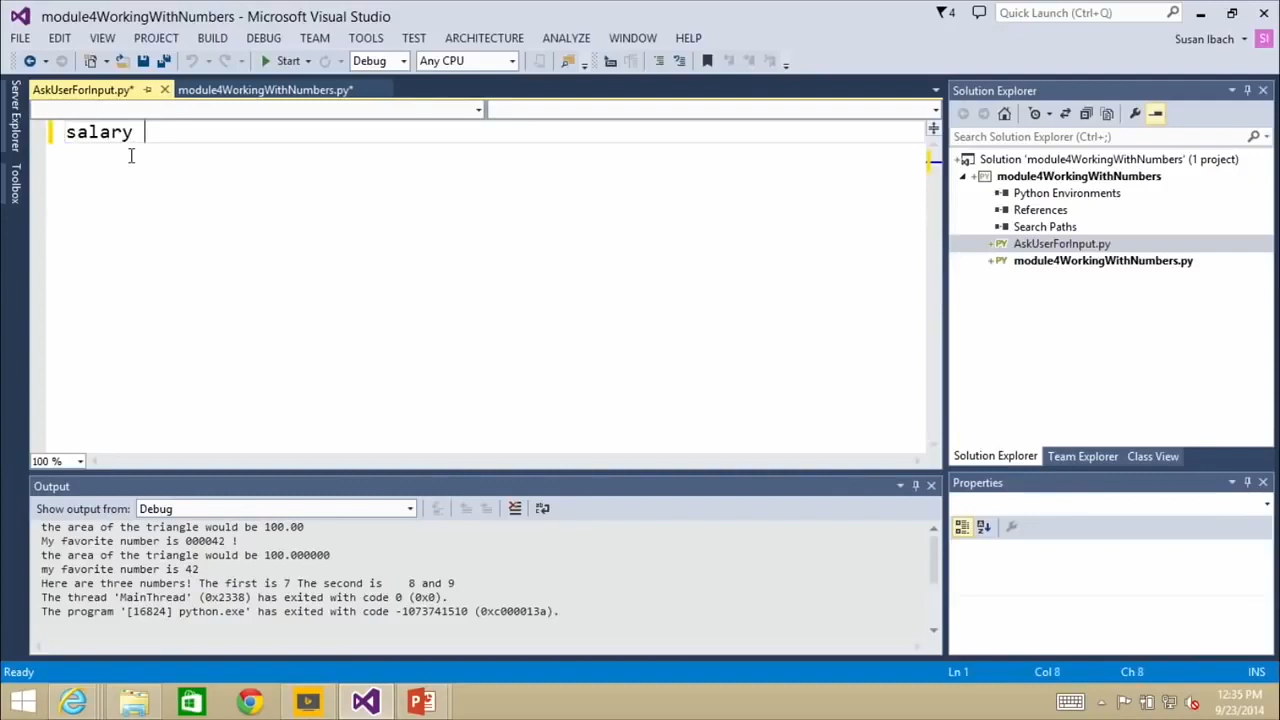 module4WorkingWithNumbers - Microsoft Visual Studio
4
Quick Launch (Ctrl+Q)
FILE EDIT VIEW PROJECT BUILD DEBUG TEAM TOOLS TEST ARCHITECTURE ANALYZE WINDOW HELP
Susan Ibach SI
Start Debug Any CPU
AskUserForInput.py* module4WorkingWithNumbers.py*
Server Explorer
Toolbox
salary
100 %
Solution Explorer
Search Solution Explorer (Ctrl+;)
Solution 'module4WorkingWithNumbers' (1 project)
module4WorkingWithNumbers
Python Environments
References
Search Paths
AskUserForInput.py
module4WorkingWithNumbers.py
Solution Explorer Team Explorer Class View
Output
Show output from: Debug
the area of the triangle would be 100.00
My favorite number is 000042 !
the area of the triangle would be 100.000000
my favorite number is 42
Here are three numbers! The first is 7 The second is    8 and 9
The thread 'MainThread' (0x2338) has exited with code 0 (0x0).
The program '[16824] python.exe' has exited with code -1073741510 (0xc000013a).
Properties
Ready Ln 1 Col 8 Ch 8 INS
12:35 PM
9/23/2014